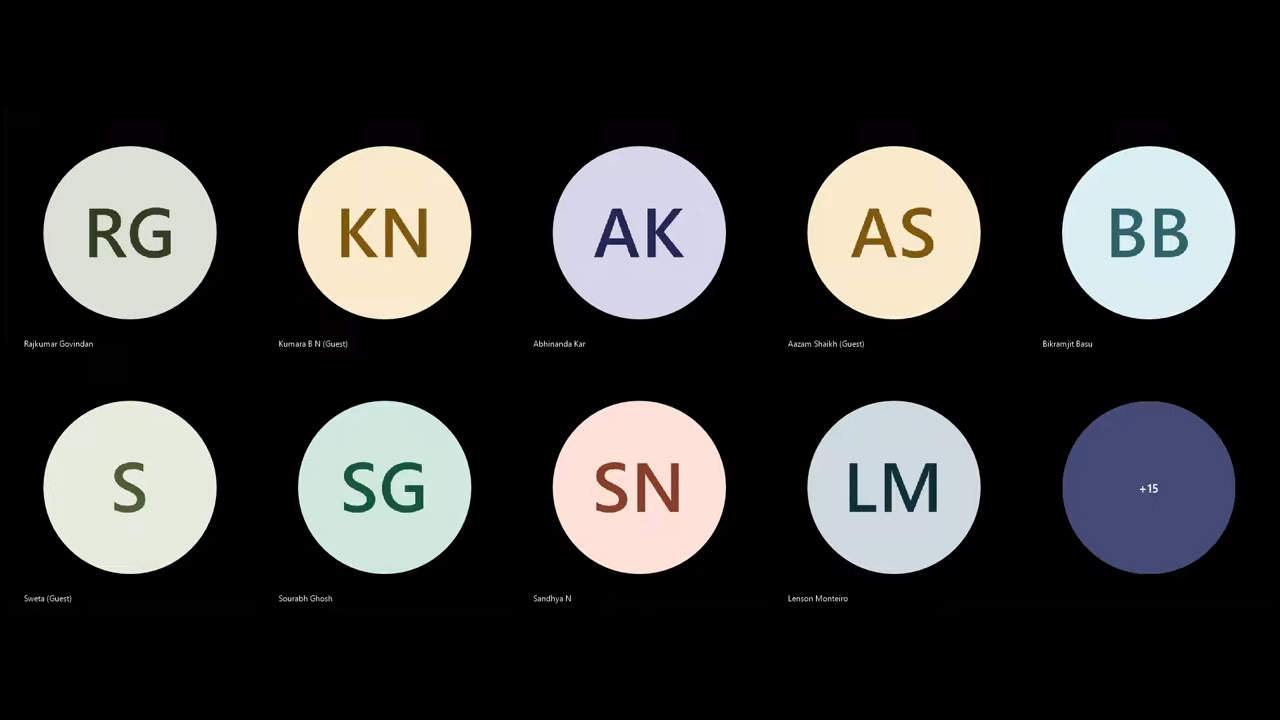 RG
KN
AK
AS
BB
Rajkumar Govindan
Kumara B N (Guest)
Abhinanda Kar
Aazam Shaikh (Guest)
Bikramjit Basu
S
SG
SN
LM
+15
Sweta (Guest)
Sourabh Ghosh
Sandhya N
Lenson Monteiro